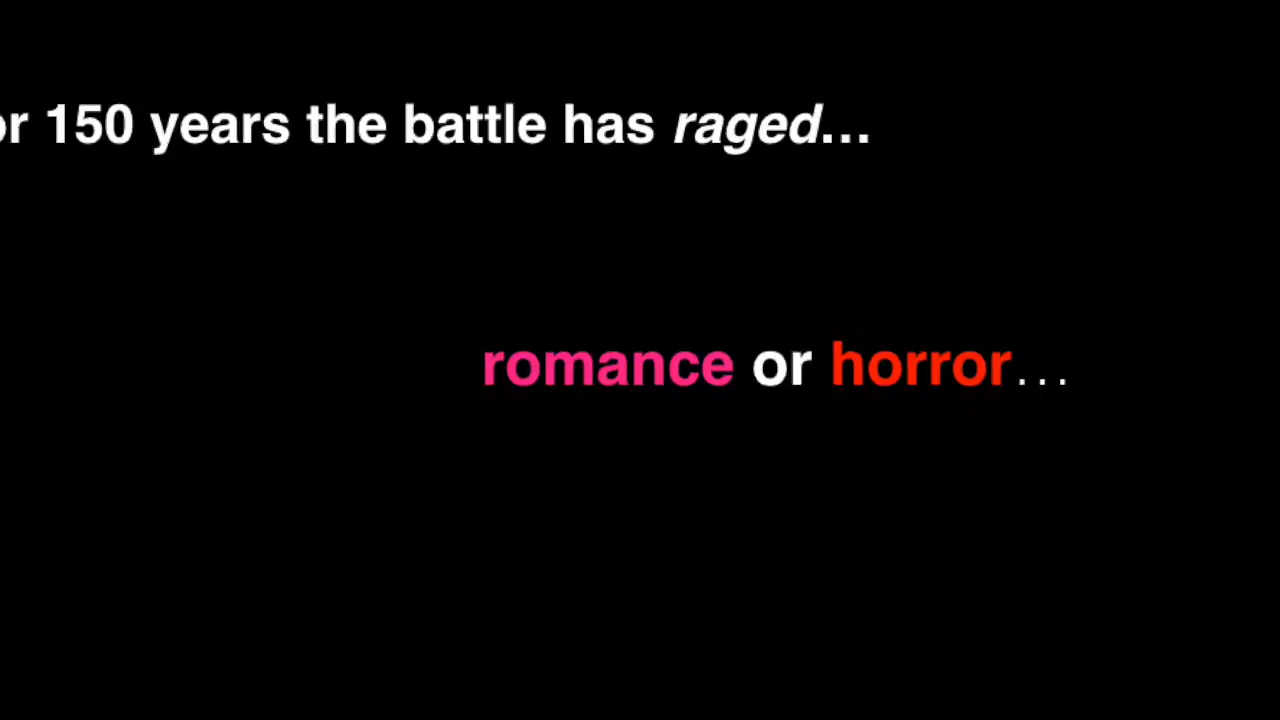 or 150 years the battle has raged…
romance or horror…